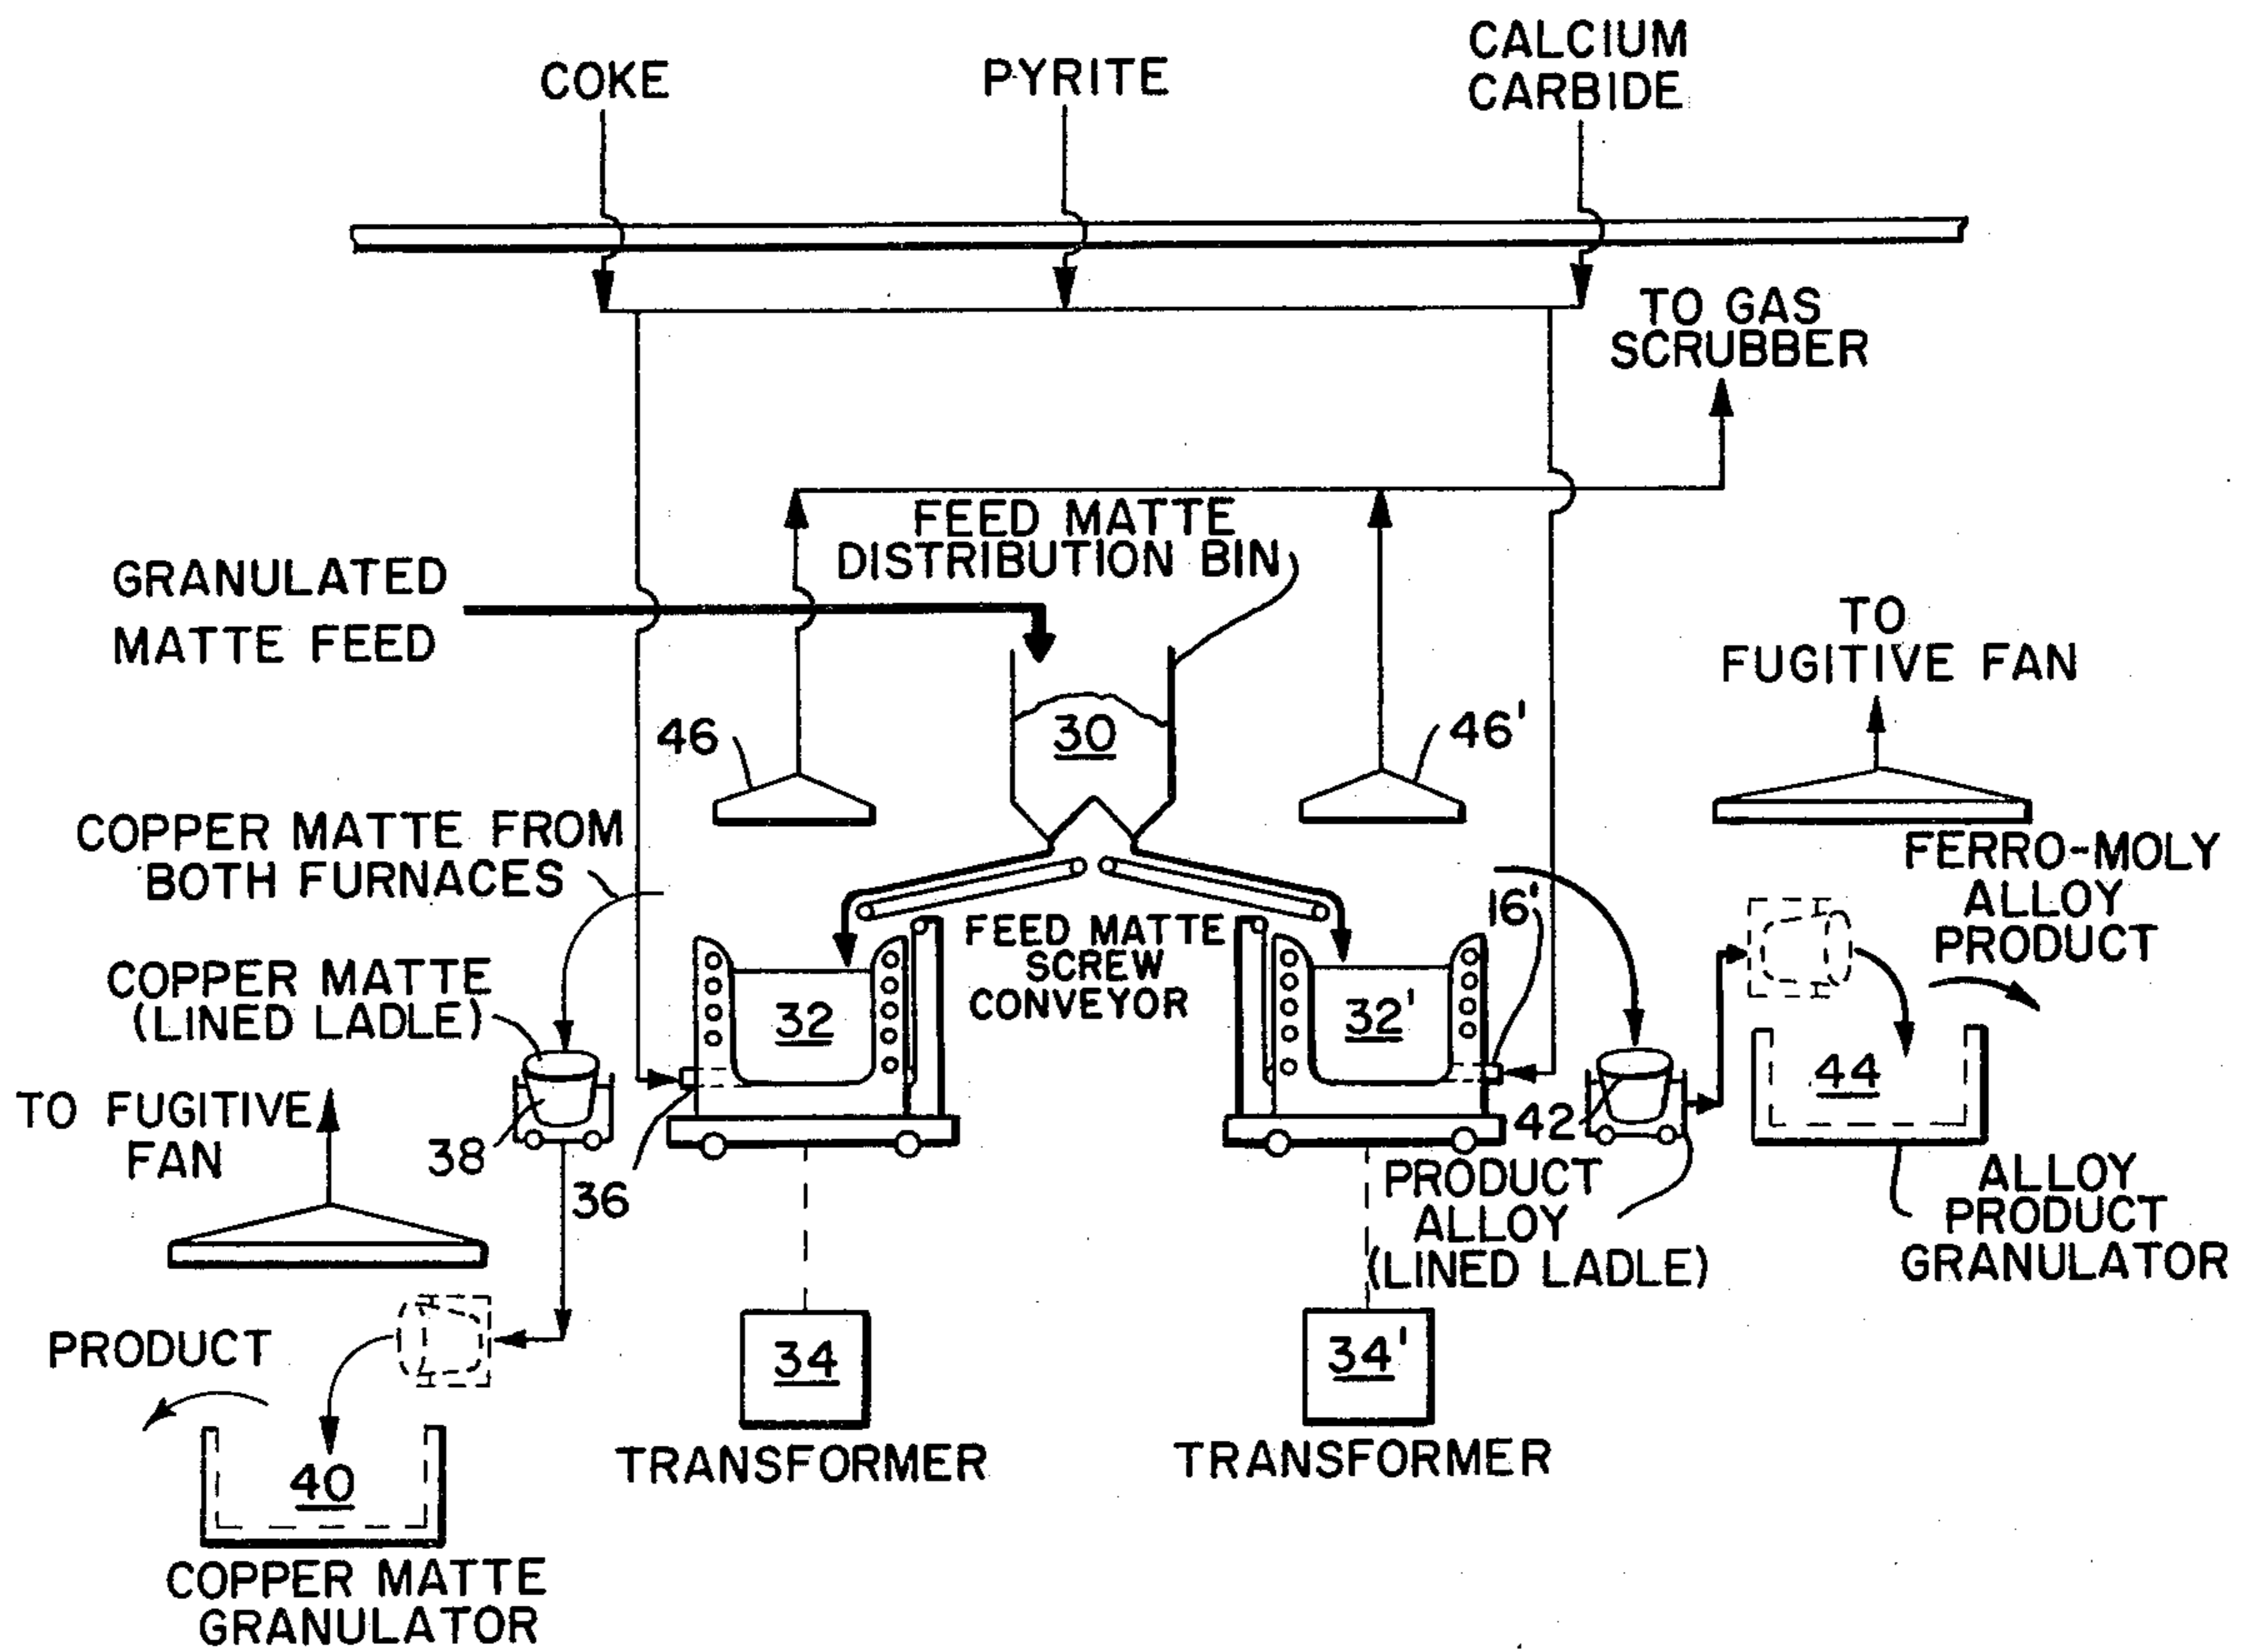 COKE
PYRITE
CALCIUM
CARBIDE
TO GAS
SCRUBBER
FEED MATTE
DISTRIBUTION BIN
GRANULATED
MATTE FEED
TO
FUGITIVE FAN
46
30
46'
COPPER MATTE FROM
BOTH FURNACES
FERRO-MOLY
ALLOY
PRODUCT
16'
FEED MATTE
SCREW
CONVEYOR
COPPER MATTE
(LINED LADLE)
32
32'
44
TO FUGITIVE
FAN
38
36
42
PRODUCT
ALLOY
(LINED LADLE)
ALLOY
PRODUCT
GRANULATOR
PRODUCT
34
34'
TRANSFORMER
TRANSFORMER
40
COPPER MATTE
GRANULATOR